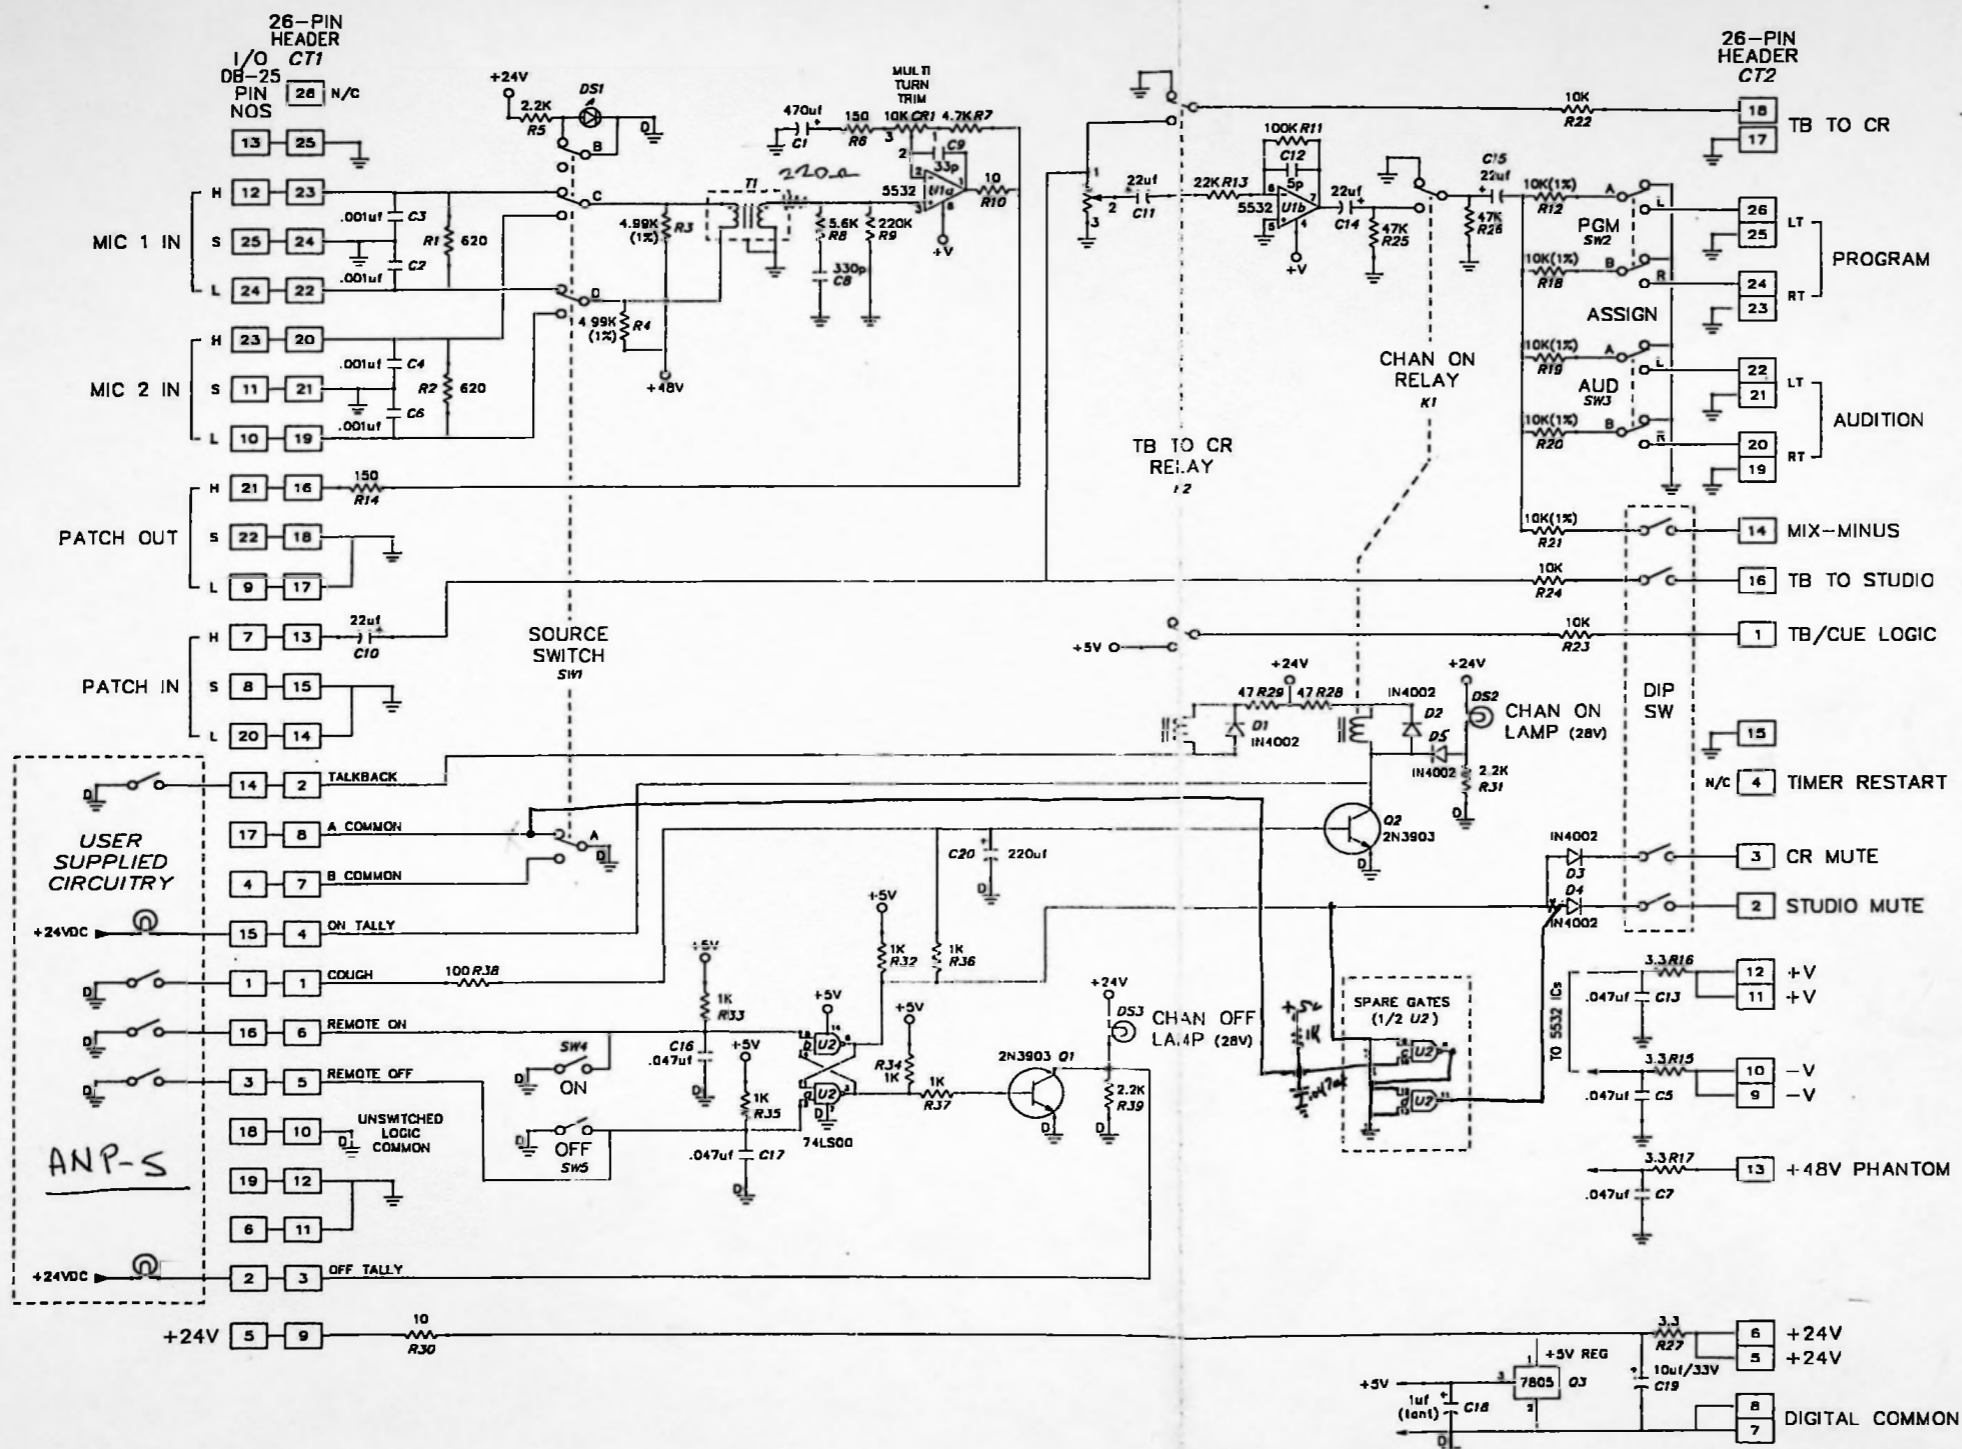 26-PIN
HEADER
CT1
I/O
DB-25
PIN
NOS
26 N/C
13 25
MIC 1 IN
H 12 23
S 25 24
L 24 22
.001uf C3
.001uf C2
R1 620
MIC 2 IN
H 23 20
S 11 21
L 10 19
.001uf C4
.001uf C6
R2 620
PATCH OUT
H 21 16
150
R14
S 22 18
L 9 17
PATCH IN
H 7 13
22uf
C10
S 8 15
L 20 14
+24V
2.2K
R5
DS1
D
B
C
D
4.99K
(1%)
R3
4.99K
(1%)
R4
+48V
SOURCE
SWITCH
SW1
T1
220
470uf
C1
150
R6
MULTI
TURN
TRIM
10K CR1
4.7K R7
C9
33p
5532 U1a
+V
10
R10
5.6K
R8
330p
C8
220K
R9
1
2
3
22uf
C11
22K R13
100K R11
C12
5p
5532 U1b
+V
22uf
C14
47K
R25
47K
R26
C15
22uf
TB TO CR
RELAY
CHAN ON
RELAY
K1
10K
R22
26-PIN
HEADER
CT2
18
17
TB TO CR
10K(1%)
R12
10K(1%)
R18
10K(1%)
R19
10K(1%)
R20
10K(1%)
R21
A
L
PGM
SW2
B
R
ASSIGN
A
L
AUD
SW3
B
R
26 LT
25
24
23 RT
PROGRAM
22 LT
21
20
19 RT
AUDITION
14 MIX-MINUS
10K
R24
16 TB TO STUDIO
+5V
10K
R23
1 TB/CUE LOGIC
DIP
SW
15
N/C 4 TIMER RESTART
IN4002
D3
3 CR MUTE
D4
IN4002
2 STUDIO MUTE
+24V
47 R29
47 R28
D1
IN4002
IN4002
D2
D5
IN4002
+24V
DS2
CHAN ON
LAMP (28V)
2.2K
R31
D
Q2
2N3903
D
USER
SUPPLIED
CIRCUITRY
ANP-5
D 14 2 TALKBACK
17 8 A COMMON
4 7 B COMMON
A
D
+24VDC 15 4 ON TALLY
D 1 1 COUGH
100 R38
D 16 6 REMOTE ON
D 3 5 REMOTE OFF
18 10 D
UNSWITCHED
LOGIC
COMMON
19 12
6 11
+24VDC 2 3 OFF TALLY
+24V 5 9
10
R30
SW4
ON
D
OFF
SW5
D
+5V
1K
R33
C16
.047uf
D
+5V
1K
R35
.047uf C17
D
+5V
U2
U2
74LS00
+5V
1K
R32
1K
R36
C20
220uf
D
+5V
R34
1K
1K
R37
2N3903 Q1
D
+24V
DS3
CHAN OFF
LAMP (28V)
2.2K
R39
D
1K
SPARE GATES
(1/2 U2)
U2
U2
TO 5532 ICs
3.3 R16
.047uf C13
12 +V
11 +V
3.3 R15
.047uf C5
10 -V
9 -V
3.3 R17
.047uf C7
13 +48V PHANTOM
3.3
R27
6 +24V
5 +24V
10uf/33V
C19
+5V REG
7805 Q3
1
2
3
+5V
1uf
(tant)
C18
D
8
7
DIGITAL COMMON